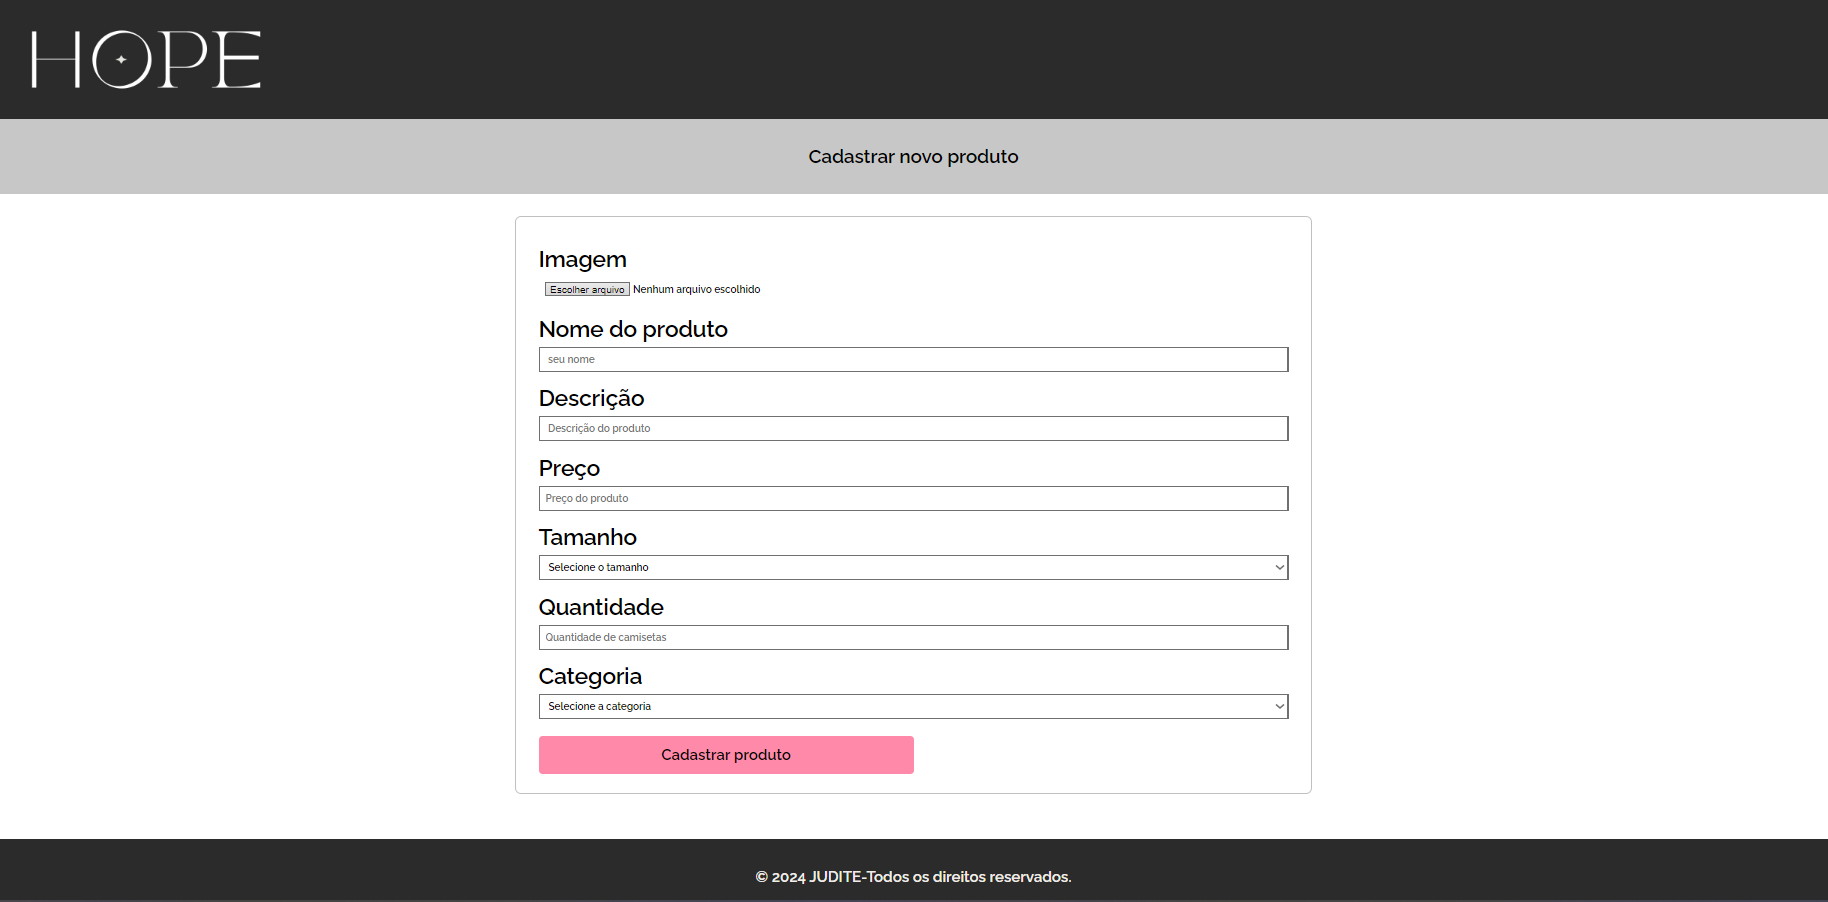 HOPE
Cadastrar novo produto
Imagem
Escolher arquivo Nenhum arquivo escolhido
Nome do produto
seu nome
Descrição
Descrição do produto
Preço
Preço do produto
Tamanho
Selecione o tamanho
Quantidade
Quantidade de camisetas
Categoria
Selecione a categoria
Cadastrar produto
© 2024 JUDITE-Todos os direitos reservados.